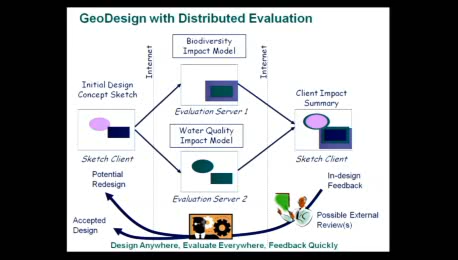 GeoDesign with Distributed Evaluation
Internet
Biodiversity
Impact Model
Internet
Initial Design
Concept Sketch
Evaluation Server 1
Client Impact
Summary
Water Quality
Impact Model
Sketch Client
Sketch Client
Potential
Redesign
Evaluation Server 2
In-design
Feedback
Accepted
Design
Possible External
Review(s)
Design Anywhere, Evaluate Everywhere, Feedback Quickly